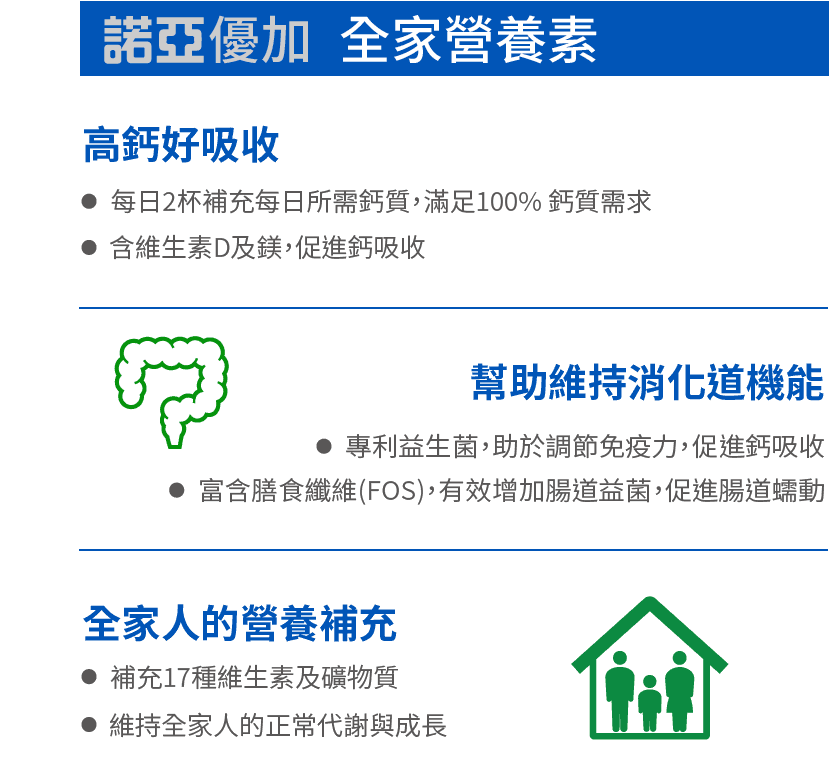 諾亞優加 全家營養素
高鈣好吸收
● 每日2杯補充每日所需鈣質，滿足100% 鈣質需求
● 含維生素D及鎂，促進鈣吸收
幫助維持消化道機能
● 專利益生菌，助於調節免疫力，促進鈣吸收
● 富含膳食纖維(FOS)，有效增加腸道益菌，促進腸道蠕動
全家人的營養補充
● 補充17種維生素及礦物質
● 維持全家人的正常代謝與成長